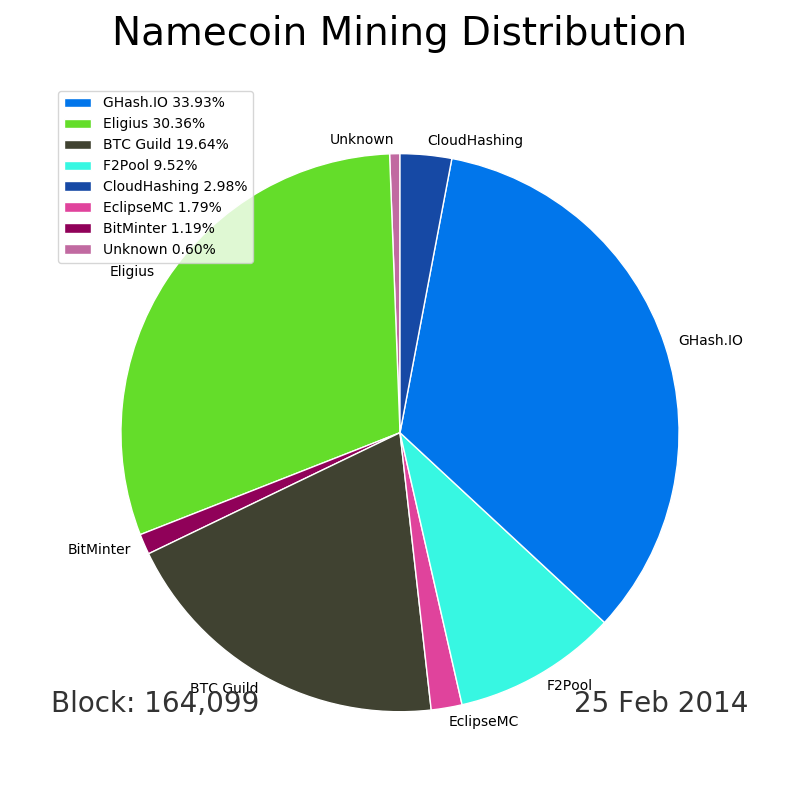 Namecoin Mining Distribution
GHash.IO 33.93%
Eligius 30.36%
BTC Guild 19.64%
F2Pool 9.52%
CloudHashing 2.98%
EclipseMC 1.79%
BitMinter 1.19%
Unknown 0.60%
Unknown
CloudHashing
Eligius
GHash.IO
BitMinter
BTC Guild
F2Pool
Block: 164,099
25 Feb 2014
EclipseMC